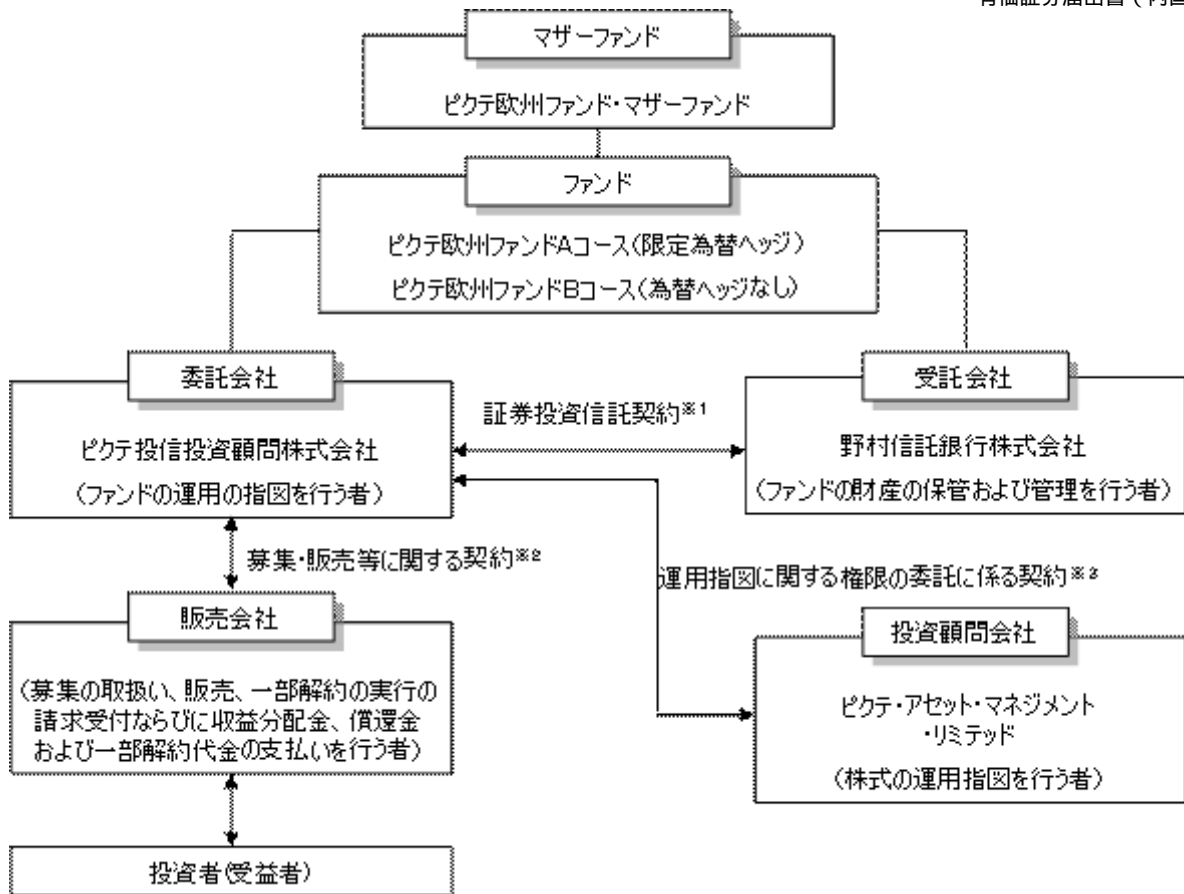 有価証券届出書(内国
マザーファンド
ピクテ欧州ファンド・マザーファンド
ファンド
ピクテ欧州ファンドAコース(限定為替ヘッジ)
ピクテ欧州ファンドBコース(為替ヘッジなし)
委託会社
ピクテ投信投資顧問株式会社
(ファンドの運用の指図を行う者)
証券投資信託契約※1
受託会社
野村信託銀行株式会社
(ファンドの財産の保管および管理を行う者)
募集・販売等に関する契約※2
運用指図に関する権限の委託に係る契約※3
販売会社
(募集の取扱い、販売、一部解約の実行の
請求受付ならびに収益分配金、償還金
および一部解約代金の支払いを行う者)
投資顧問会社
ピクテ・アセット・マネジメント
・リミテッド
(株式の運用指図を行う者)
投資者(受益者)